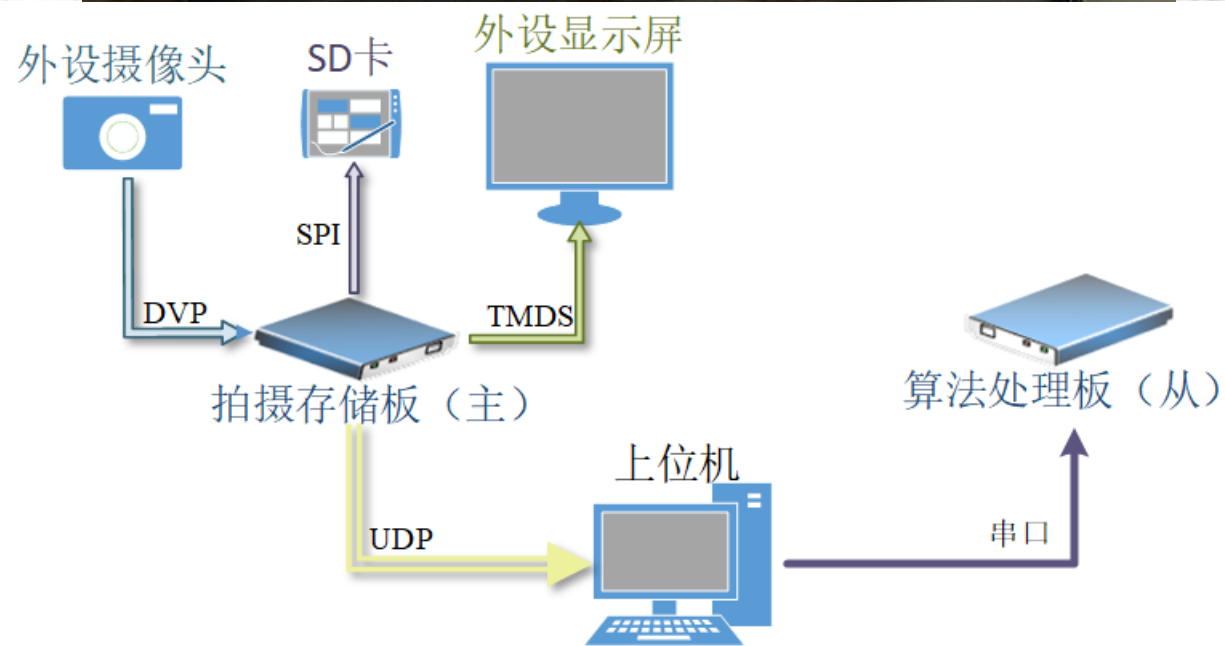 外设摄像头
SD卡
外设显示屏
SPI
DVP
TMDS
拍摄存储板（主）
算法处理板（从）
上位机
UDP
串口